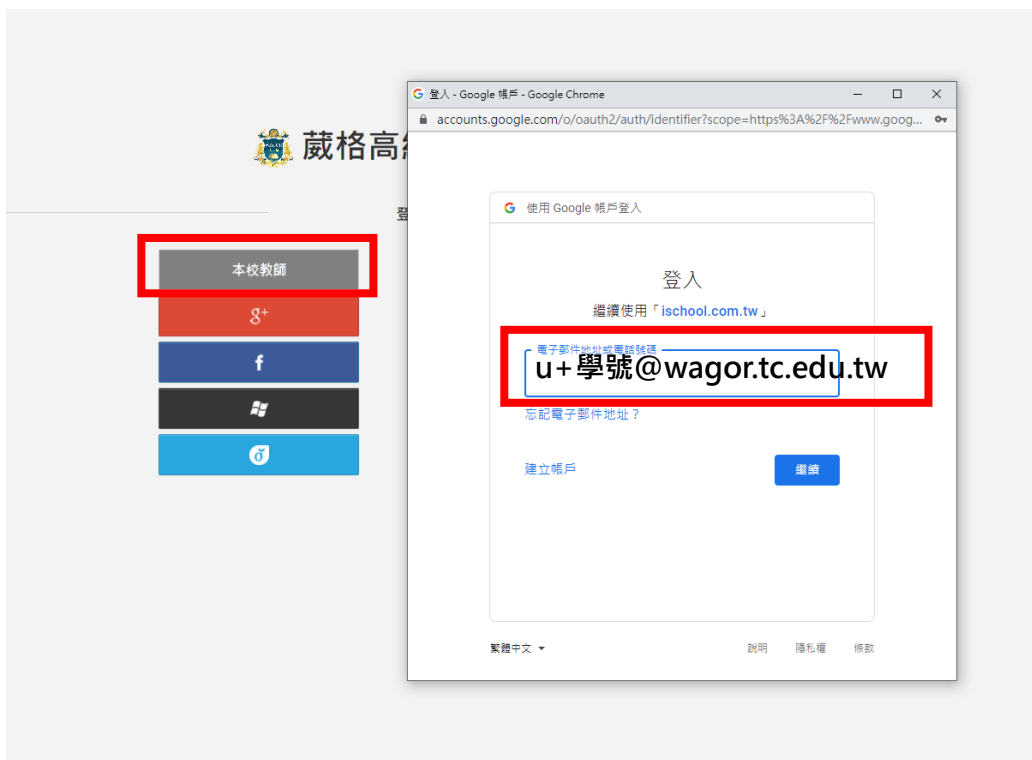 登入 - Google 帳戶 - Google Chrome
accounts.google.com/o/oauth2/auth/identifier?scope=https%3A%2F%2Fwww.goog...
葳格高
登
本校教師
g+
f
使用 Google 帳戶登入
登入
繼續使用「ischool.com.tw」
電子郵件地址或電話號碼
u+學號@wagor.tc.edu.tw
忘記電子郵件地址？
建立帳戶
繼續
繁體中文
說明 隱私權 條款